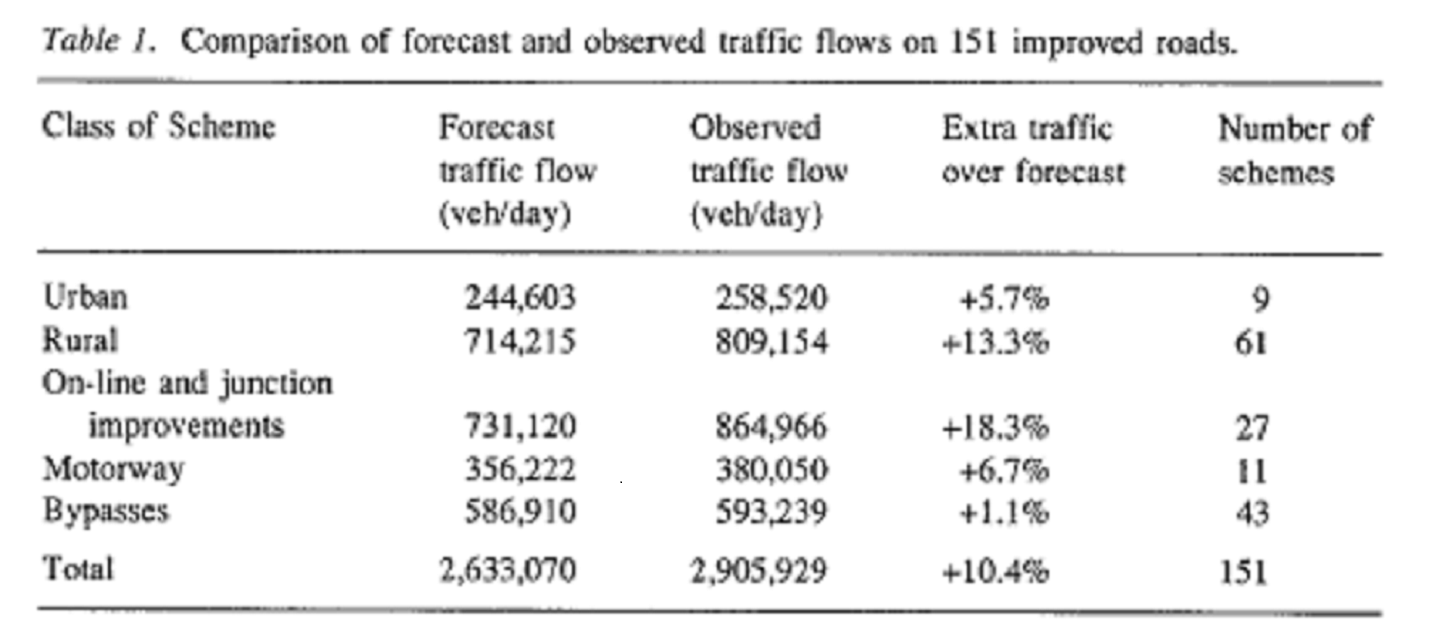 Table 1. Comparison of forecast and observed traffic flows on 151 improved roads.
Class of Scheme Forecast traffic flow (veh/day) Observed traffic flow (veh/day) Extra traffic over forecast Number of schemes
Urban 244,603 258,520 +5.7% 9
Rural 714,215 809,154 +13.3% 61
On-line and junction
improvements 731,120 864,966 +18.3% 27
Motorway 356,222 380,050 +6.7% 11
Bypasses 586,910 593,239 +1.1% 43
Total 2,633,070 2,905,929 +10.4% 151